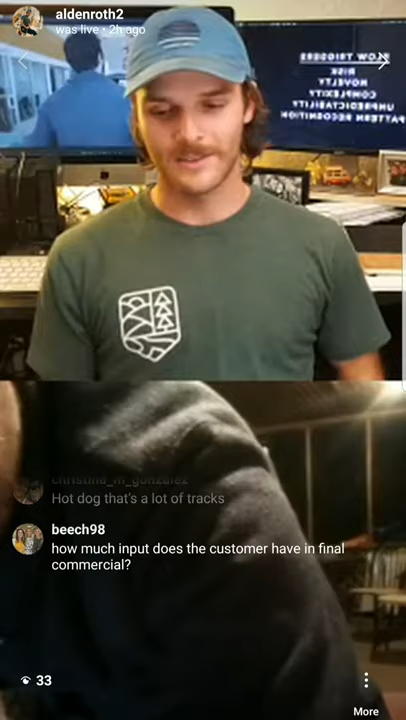 aldenroth2
was live • 2h ago
FLOW TRIGGERS
RISK
NOVELTY
COMPLEXITY
UNPREDICTABILITY
PATTERN RECOGNITION
christina_m_gonzalez
Hot dog that's a lot of tracks
beech98
how much input does the customer have in final
commercial?
33
More